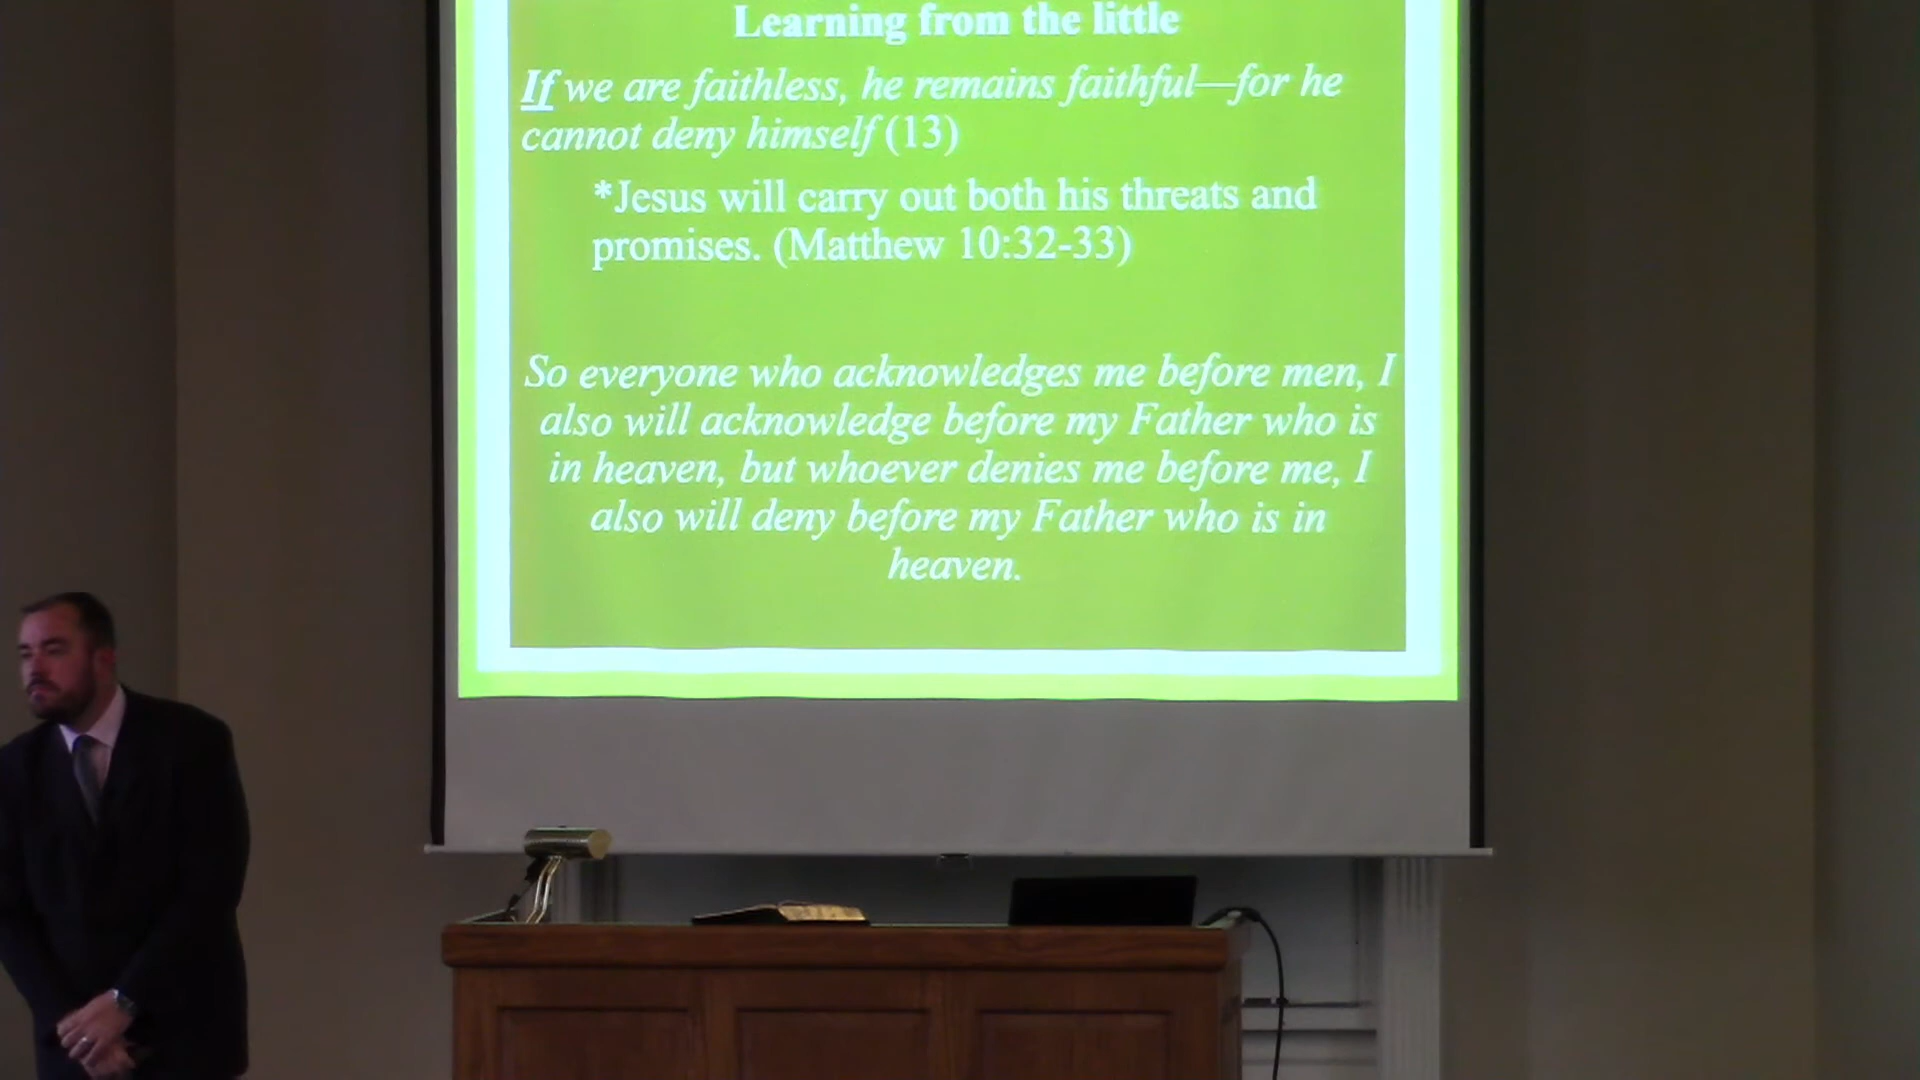 Learning from the little
If we are faithless, he remains faithful—for he
cannot deny himself (13)
*Jesus will carry out both his threats and
promises. (Matthew 10:32-33)
So everyone who acknowledges me before men, I
also will acknowledge before my Father who is
in heaven, but whoever denies me before me, I
also will deny before my Father who is in
heaven.